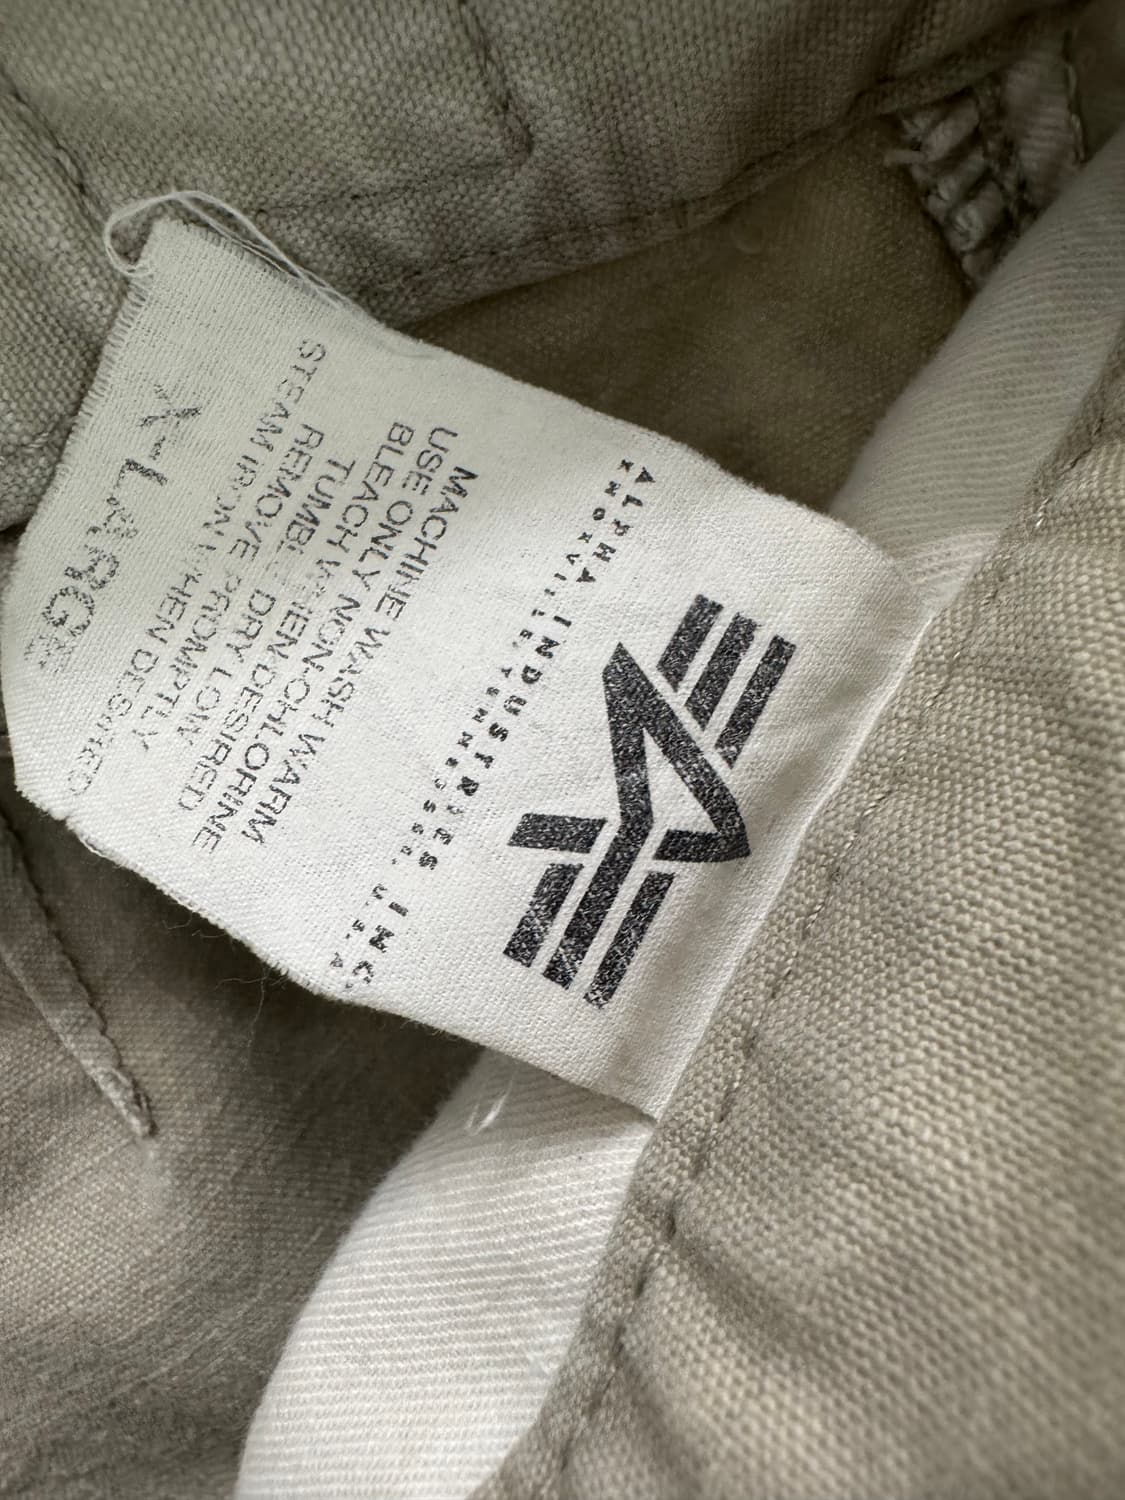 ALPHA INDUSTRIES INC.
KNOXVILLE, TENNESSEE, U.S.A.
MACHINE WASH WARM
USE ONLY NON-CHLORINE
BLEACH WHEN DESIRED
TUMBLE DRY LOW
REMOVE PROMPTLY
STEAM IRON WHEN DESIRED
X-LARGE